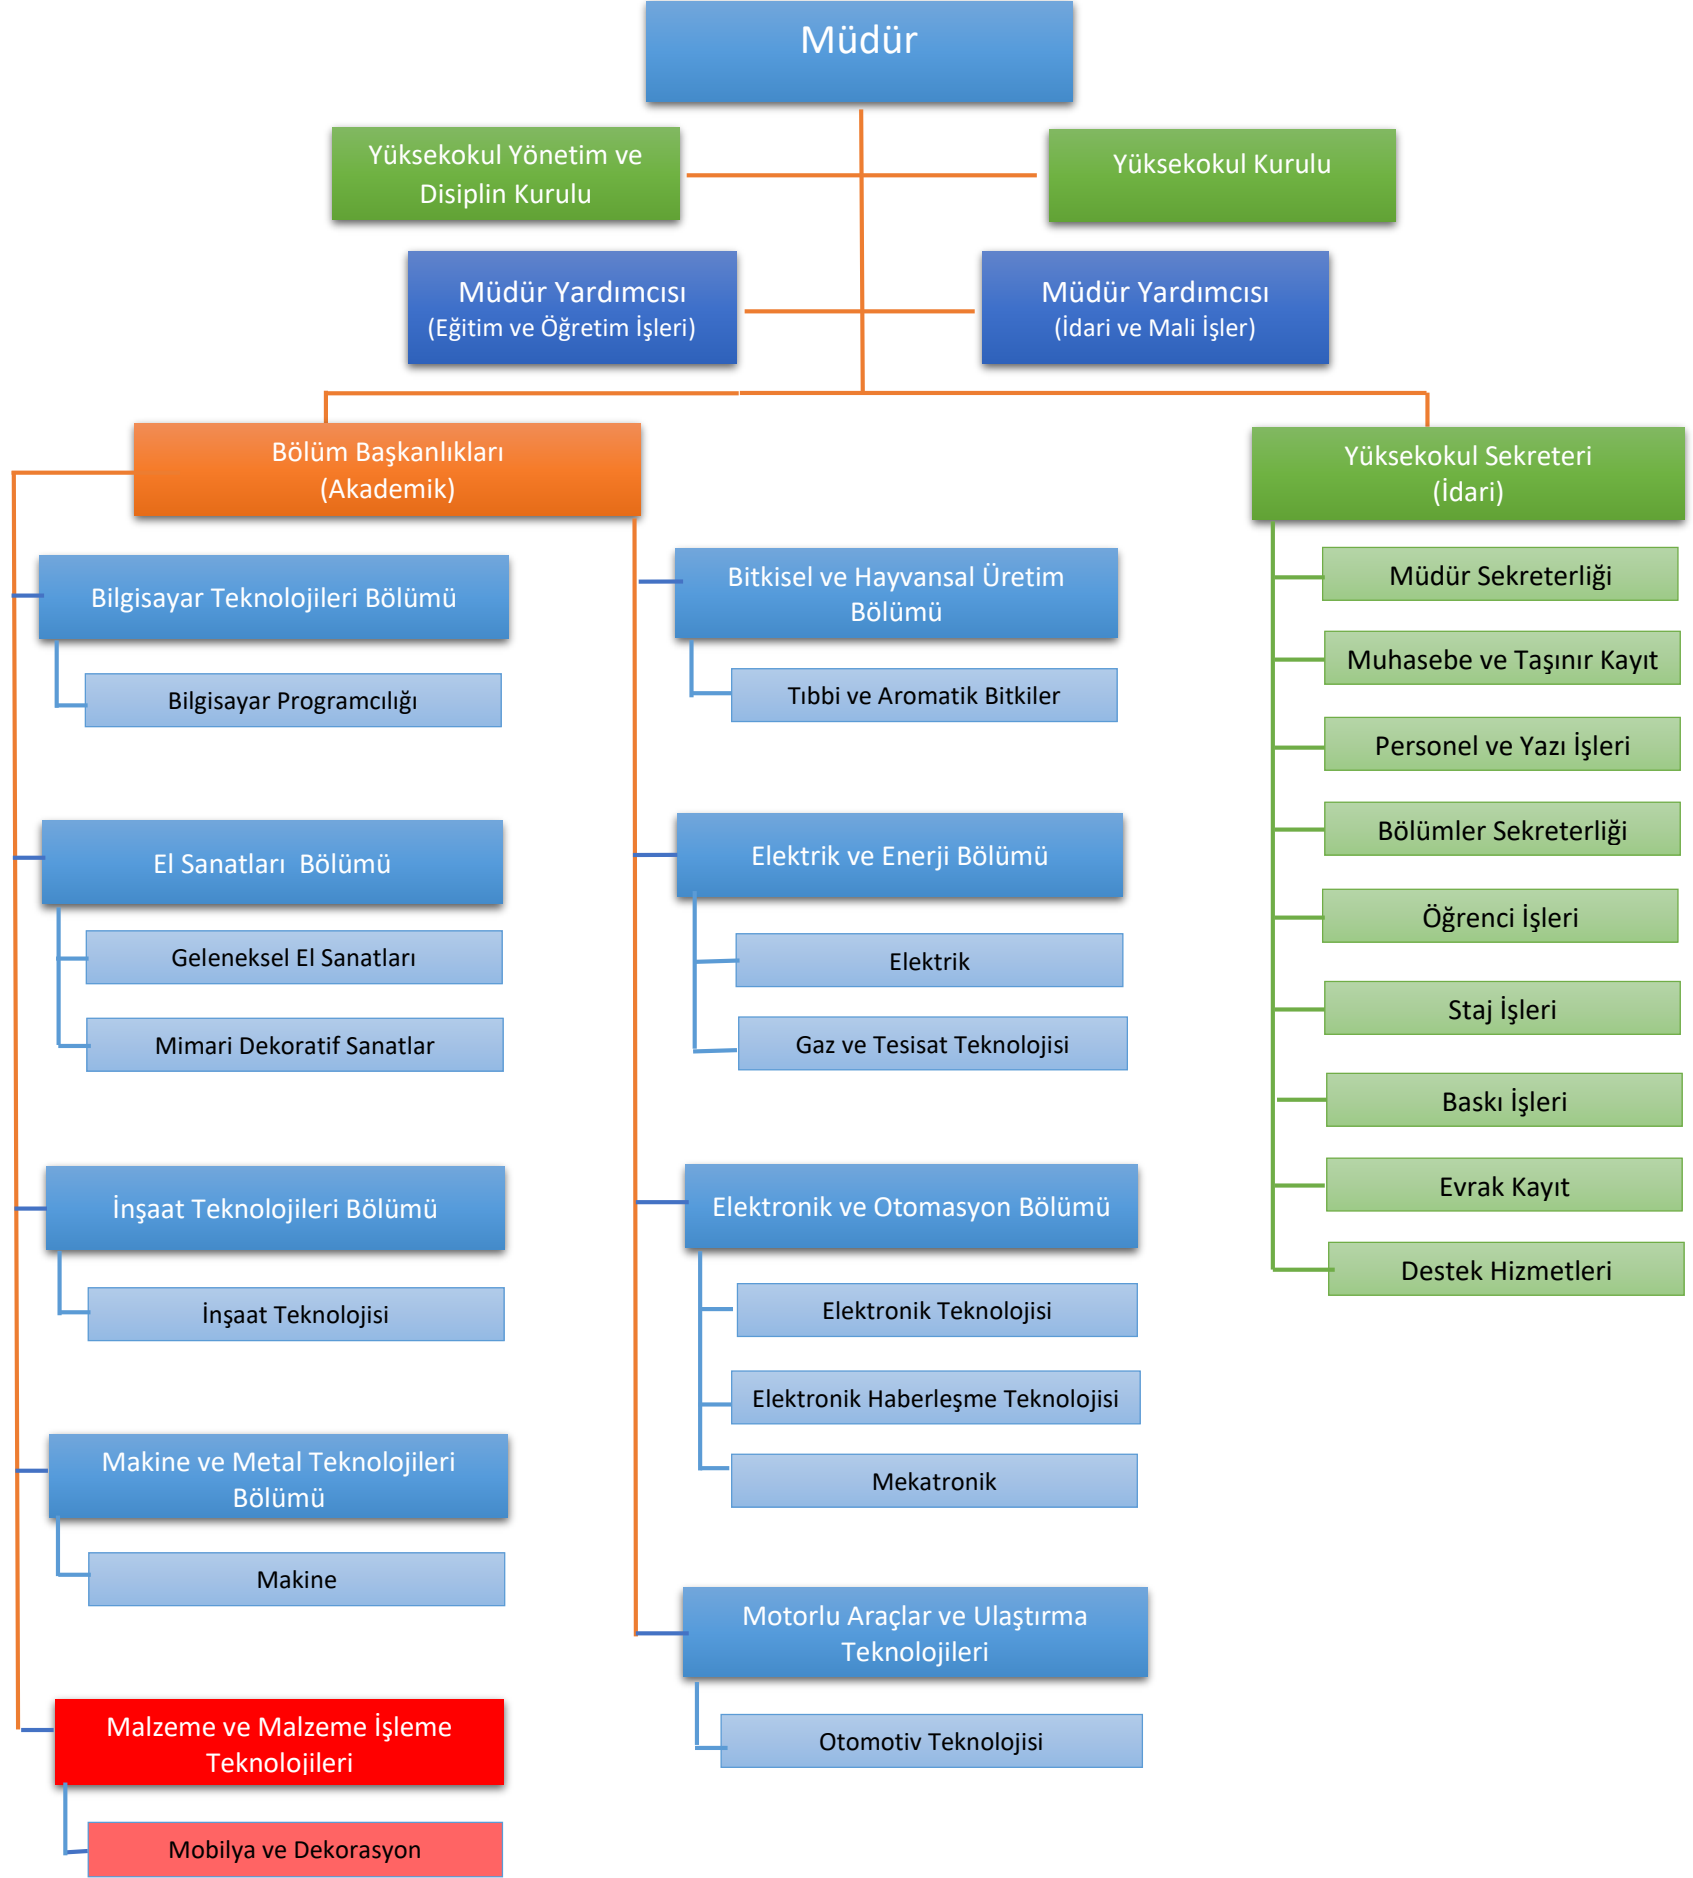 Müdür
Yüksekokul Yönetim ve
Disiplin Kurulu
Yüksekokul Kurulu
Müdür Yardımcısı
(Eğitim ve Öğretim İşleri)
Müdür Yardımcısı
(İdari ve Mali İşler)
Bölüm Başkanlıkları
(Akademik)
Bilgisayar Teknolojileri Bölümü
Bilgisayar Programcılığı
El Sanatları Bölümü
Geleneksel El Sanatları
Mimari Dekoratif Sanatlar
İnşaat Teknolojileri Bölümü
İnşaat Teknolojisi
Makine ve Metal Teknolojileri
Bölümü
Makine
Malzeme ve Malzeme İşleme
Teknolojileri
Mobilya ve Dekorasyon
Bitkisel ve Hayvansal Üretim
Bölümü
Tıbbi ve Aromatik Bitkiler
Elektrik ve Enerji Bölümü
Elektrik
Gaz ve Tesisat Teknolojisi
Elektronik ve Otomasyon Bölümü
Elektronik Teknolojisi
Elektronik Haberleşme Teknolojisi
Mekatronik
Motorlu Araçlar ve Ulaştırma
Teknolojileri
Otomotiv Teknolojisi
Yüksekokul Sekreteri
(İdari)
Müdür Sekreterliği
Muhasebe ve Taşınır Kayıt
Personel ve Yazı İşleri
Bölümler Sekreterliği
Öğrenci İşleri
Staj İşleri
Baskı İşleri
Evrak Kayıt
Destek Hizmetleri